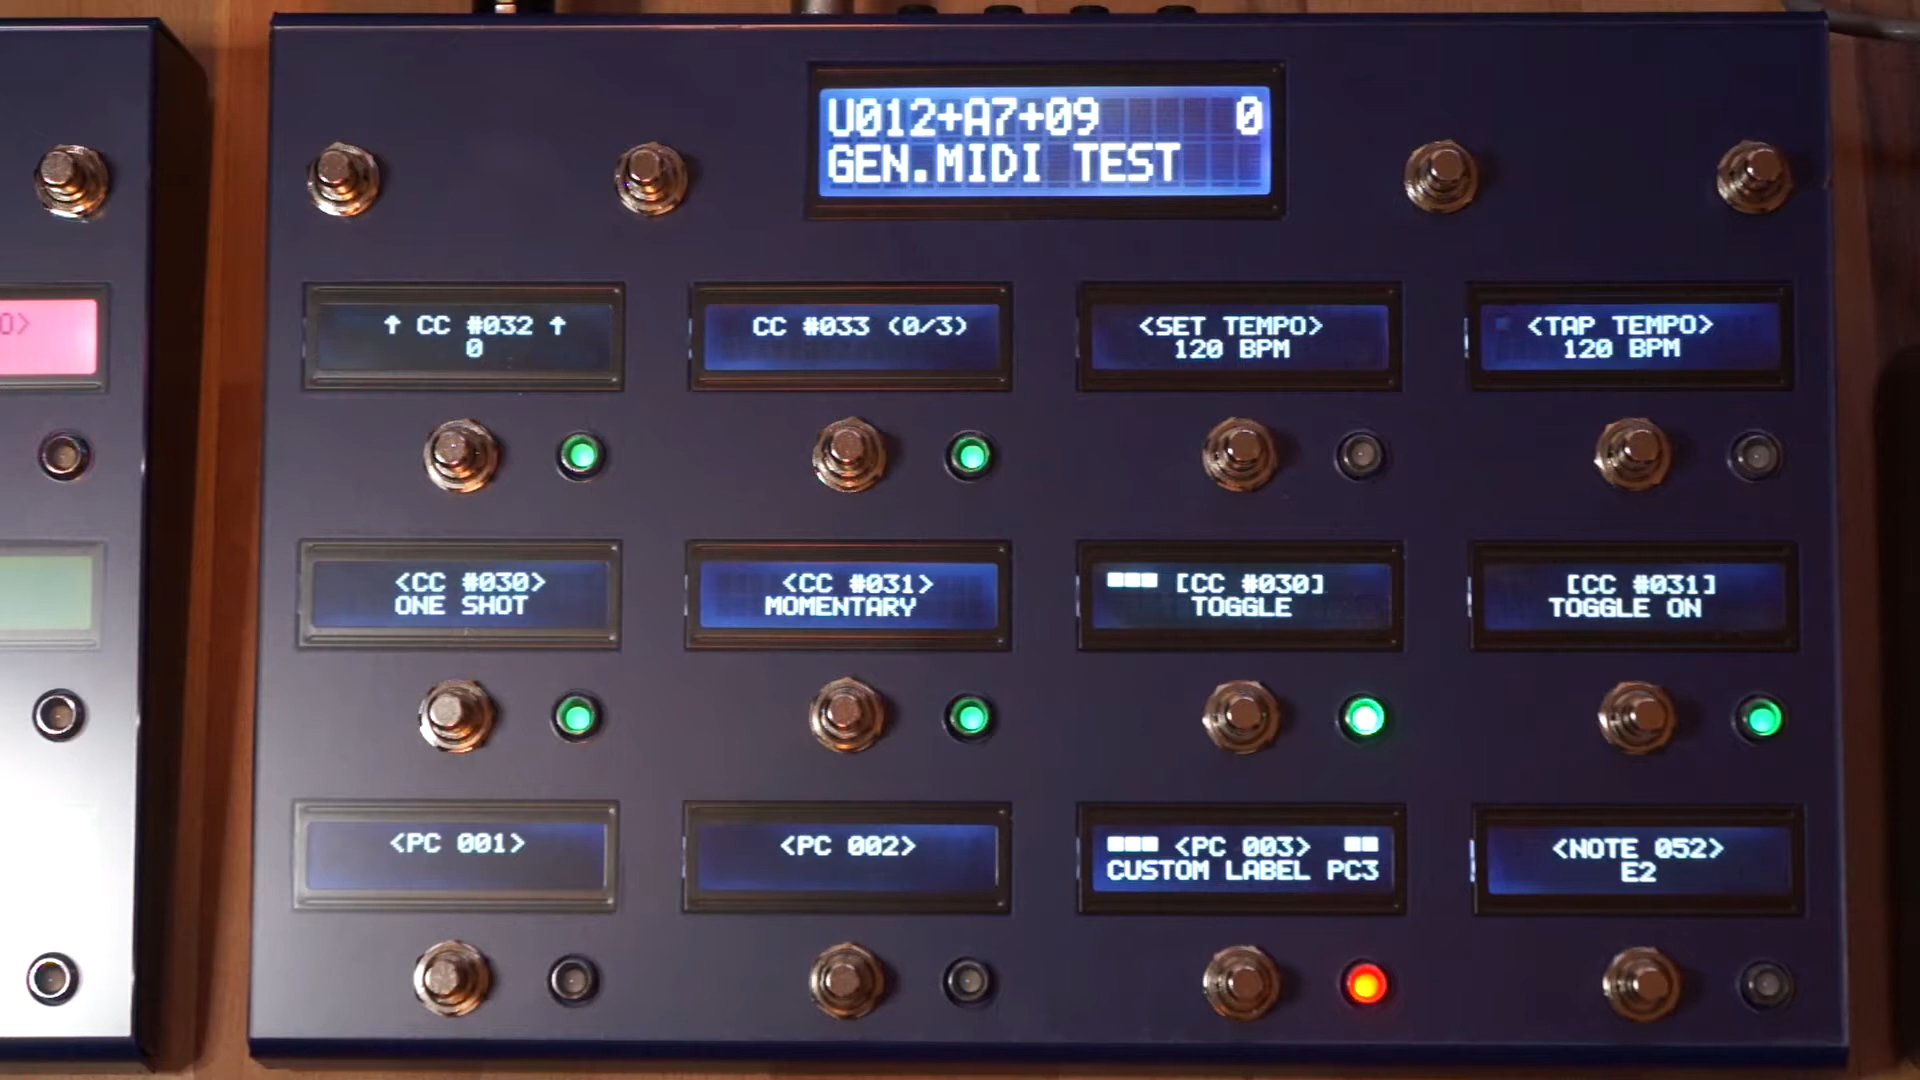 U012+A7+09 0
GEN.MIDI TEST
O>
↑ CC #032 ↑
0
CC #033 (0/3)
<SET TEMPO>
120 BPM
<TAP TEMPO>
120 BPM
<CC #030>
ONE SHOT
<CC #031>
MOMENTARY
[CC #030]
TOGGLE
[CC #031]
TOGGLE ON
<PC 001>
<PC 002>
<PC 003>
CUSTOM LABEL PC3
<NOTE 052>
E2